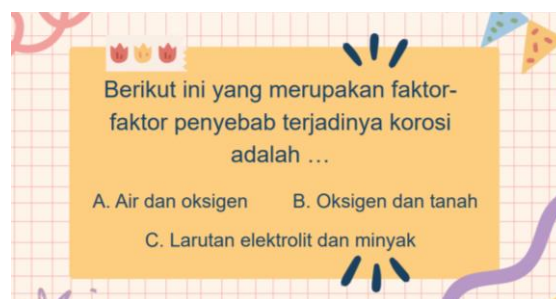 Berikut ini yang merupakan faktor-
faktor penyebab terjadinya korosi
adalah ...
A. Air dan oksigen B. Oksigen dan tanah
C. Larutan elektrolit dan minyak